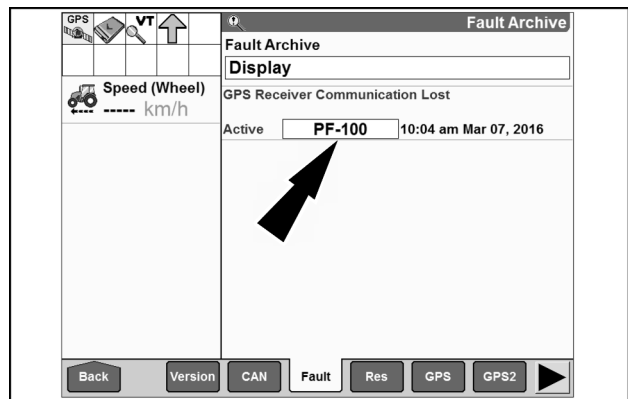 GPS
VT
Fault Archive
Fault Archive
Display
Speed (Wheel)
----- km/h
GPS Receiver Communication Lost
Active PF-100 10:04 am Mar 07, 2016
Back Version CAN Fault Res GPS GPS2